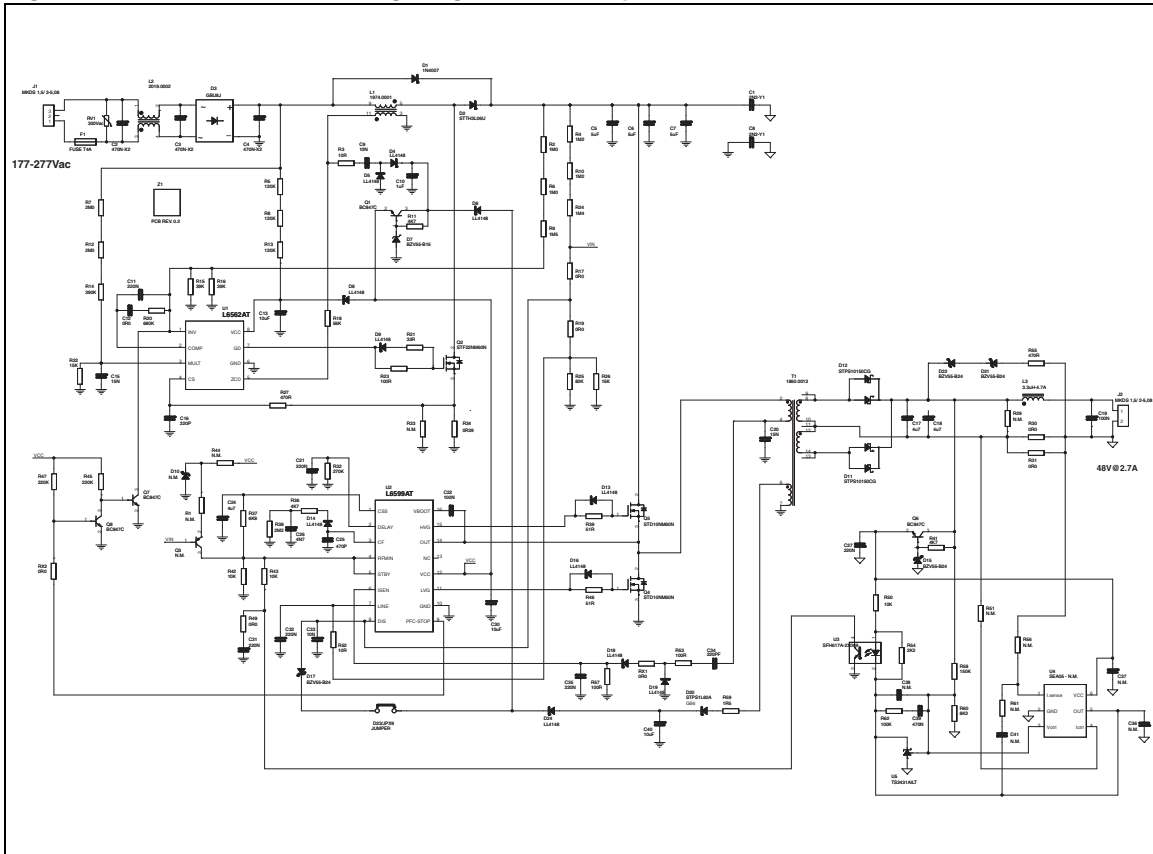 J1
MKDS 1,5/ 3-5,08
RV1
300Vac
F1
FUSE T4A
C2
470N-X2
L2
2019.0002
C3
470N-X2
D3
GBU8J
C4
470N-X2
177-277Vac
D1
1N4007
L1
1974.0001
D2
STTH3L06U
C1
2N2-Y1
C8
2N2-Y1
C5
5uF
C6
5uF
C7
5uF
R2
1M0
R6
1M0
R9
1M5
R4
1M2
R10
1M2
R24
1M4
VIN
R17
0R0
R19
0R0
R25
82K
R26
15K
R3
10R
C9
10N
D4
LL4148
D5
LL4148
C10
1uF
Q1
BC847C
R11
4K7
D7
BZV55-B15
D6
LL4148
Z1
PCB REV. 0.2
R5
120K
R8
120K
R13
120K
R7
2M0
R12
2M0
R14
390K
C11
220N
C12
0R0
R20
680K
R15
39K
R16
39K
U1
L6562AT
INV
COMP
MULT
CS
VCC
GD
GND
ZCD
C13
10uF
D8
LL4148
R18
68K
D9
LL4148
R21
33R
R23
100R
Q2
STF22NM60N
R22
15K
C15
15N
C16
220P
R27
470R
R33
N.M.
R34
0R39
VCC
R47
220K
R45
220K
Q7
BC847C
Q8
BC847C
RX2
0R0
D10
N.M.
R44
N.M.
VCC
R1
N.M.
VIN
Q3
N.M.
C24
4u7
R37
6K8
R42
10K
R43
10K
R49
0R0
C31
220N
C21
220N
R32
270K
R36
4K7
R38
2M2
C26
4N7
D14
LL4148
C25
470P
U2
L6599AT
CSS
DELAY
CF
RFMIN
STBY
ISEN
LINE
DIS
VBOOT
HVG
OUT
NC
VCC
LVG
GND
PFC-STOP
C22
100N
VCC
C30
10uF
C32
220N
C33
10N
R52
10R
D17
BZV55-B24
D23UPX9
JUMPER
D13
LL4148
R39
51R
Q5
STD10NM60N
D16
LL4148
R46
51R
Q4
STD10NM60N
D18
LL4148
RX1
0R0
R53
100R
C34
220PF
C35
220N
R57
100R
D19
LL4148
D24
LL4148
C40
10uF
D20
STPS1L60A
GB6
R59
1R5
C20
15N
T1
1860.0013
D12
STPS10150CG
D11
STPS10150CG
C17
4u7
C18
4u7
D22
BZV55-B24
D21
BZV55-B24
R55
470R
L3
3.3uH-4.7A
R29
N.M.
R30
0R0
R31
0R0
C19
100N
J2
MKDS 1,5/ 2-5,08
48V@2.7A
Q6
BC847C
R41
4K7
C27
220N
D15
BZV55-B24
R50
10K
R51
N.M.
U3
R54
2K2
R58
150K
R56
N.M.
U4
SEA05 - N.M.
I.sense
GND
Vctrl
VCC
OUT
Ictrl
C37
N.M.
C38
N.M.
R62
100K
C39
470N
R60
8K2
R61
N.M.
C41
N.M.
C36
N.M.
U5
TS2431AILT